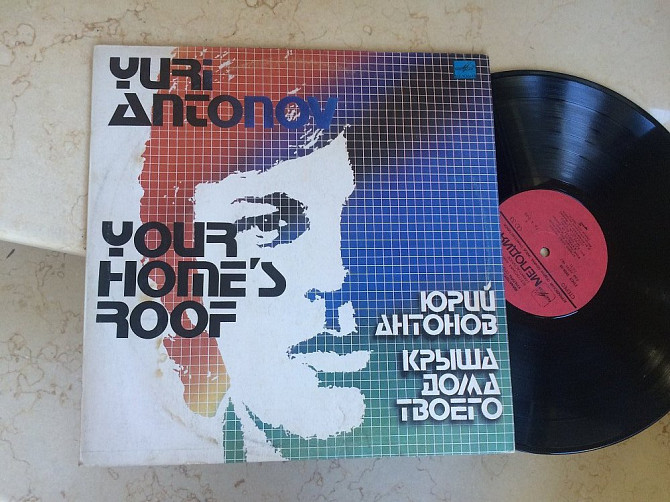 YURI
ANTONOV
YOUR
HOME'S
ROOF
ЮРИЙ
АНТОНОВ
КРЫША
ДОМА
ТВОЕГО
МЕЛОДИЯ